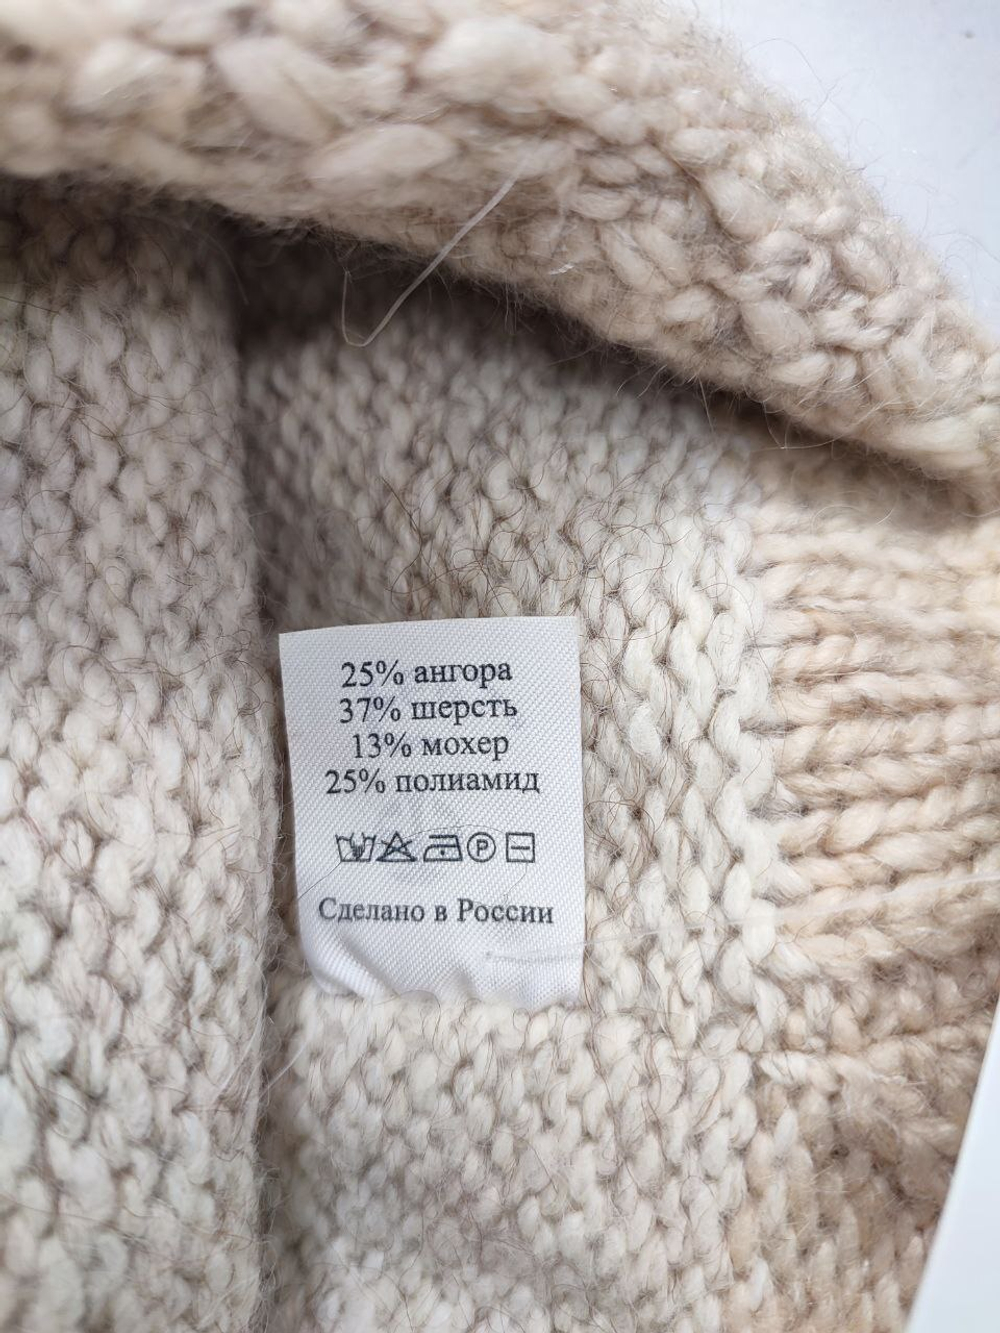 25% ангора
37% шерсть
13% мохер
25% полиамид
P
Сделано в России